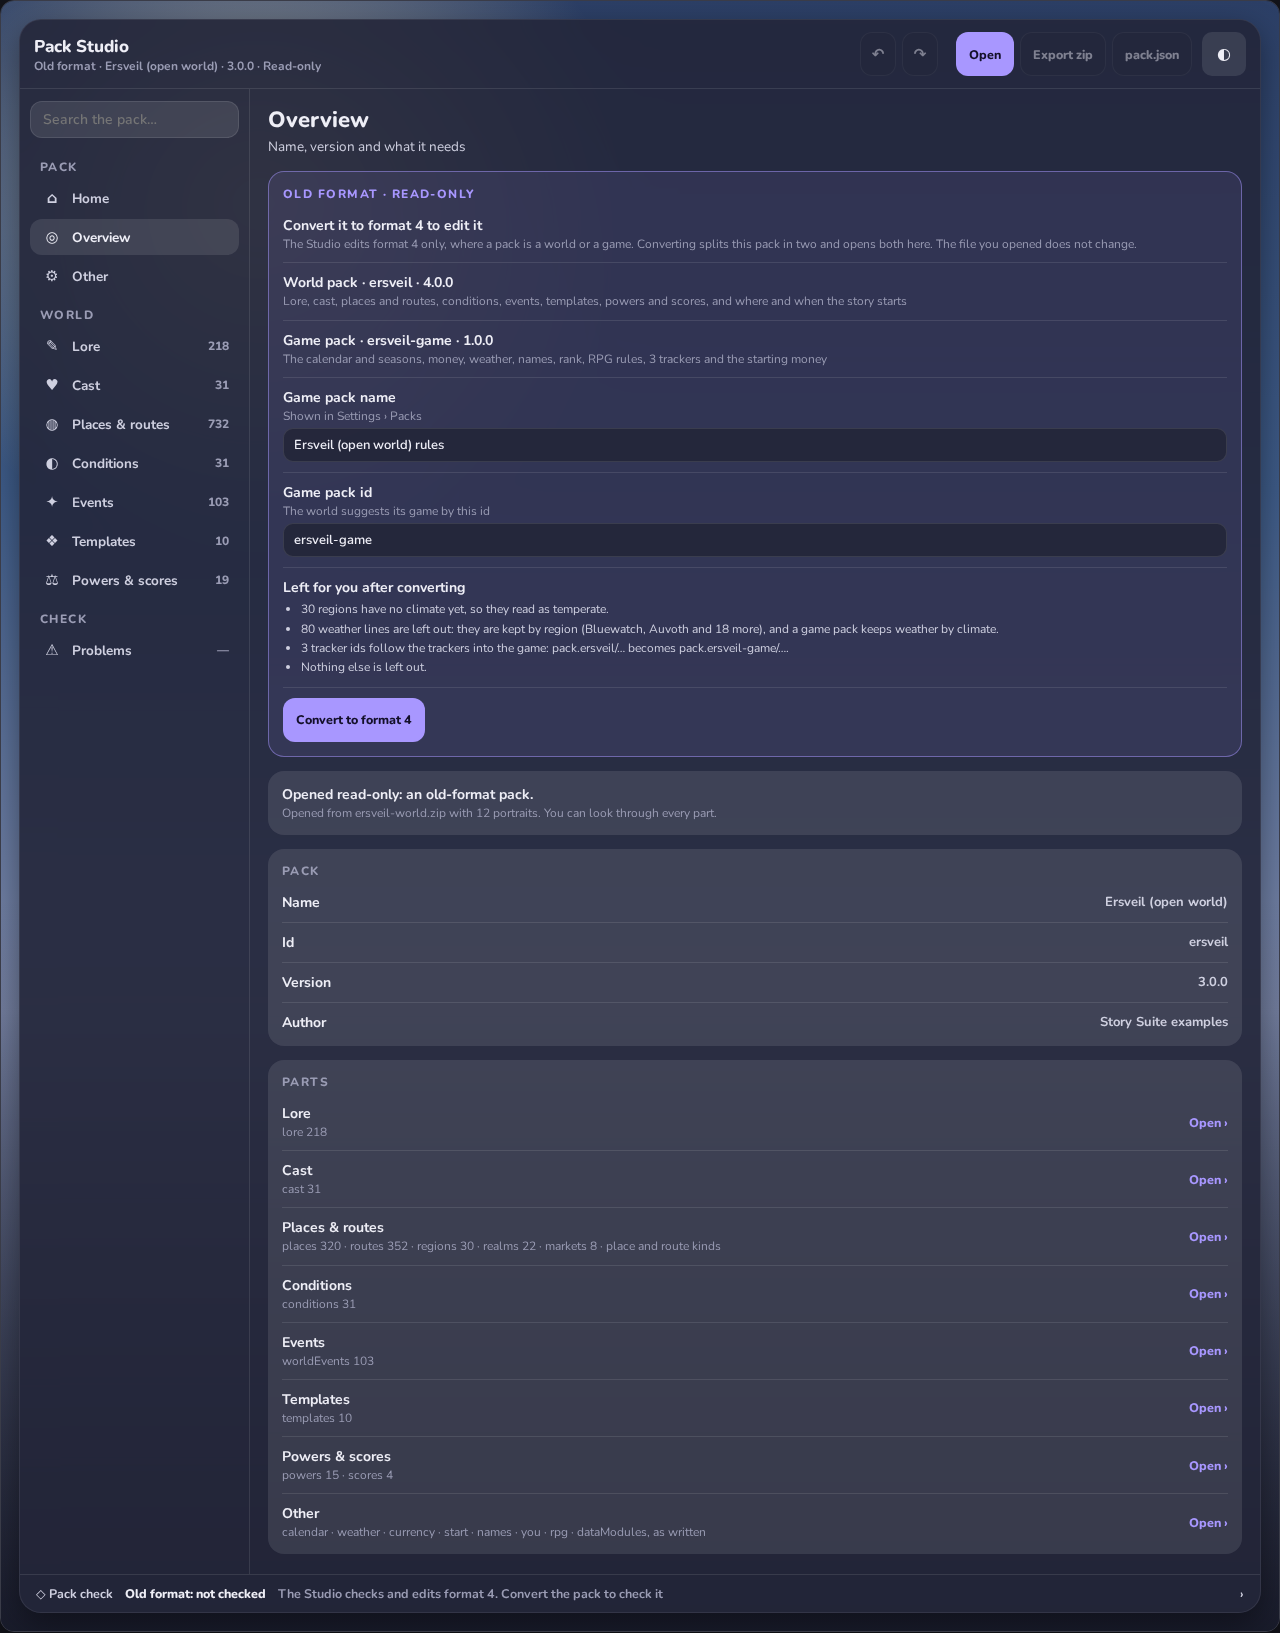 Pack Studio
Old format · Ersveil (open world) · 3.0.0 · Read-only
Open
Export zip
pack.json
Search the pack...
PACK
Home
Overview
Other
WORLD
Lore 218
Cast 31
Places & routes 732
Conditions 31
Events 103
Templates 10
Powers & scores 19
CHECK
Problems —
Overview
Name, version and what it needs
OLD FORMAT · READ-ONLY
Convert it to format 4 to edit it
The Studio edits format 4 only, where a pack is a world or a game. Converting splits this pack in two and opens both here. The file you opened does not change.
World pack · ersveil · 4.0.0
Lore, cast, places and routes, conditions, events, templates, powers and scores, and where and when the story starts
Game pack · ersveil-game · 1.0.0
The calendar and seasons, money, weather, names, rank, RPG rules, 3 trackers and the starting money
Game pack name
Shown in Settings › Packs
Ersveil (open world) rules
Game pack id
The world suggests its game by this id
ersveil-game
Left for you after converting
• 30 regions have no climate yet, so they read as temperate.
• 80 weather lines are left out: they are kept by region (Bluewatch, Auvoth and 18 more), and a game pack keeps weather by climate.
• 3 tracker ids follow the trackers into the game: pack.ersveil/… becomes pack.ersveil-game/….
• Nothing else is left out.
Convert to format 4
Opened read-only: an old-format pack.
Opened from ersveil-world.zip with 12 portraits. You can look through every part.
PACK
Name Ersveil (open world)
Id ersveil
Version 3.0.0
Author Story Suite examples
PARTS
Lore
lore 218
Open ›
Cast
cast 31
Open ›
Places & routes
places 320 · routes 352 · regions 30 · realms 22 · markets 8 · place and route kinds
Open ›
Conditions
conditions 31
Open ›
Events
worldEvents 103
Open ›
Templates
templates 10
Open ›
Powers & scores
powers 15 · scores 4
Open ›
Other
calendar · weather · currency · start · names · you · rpg · dataModules, as written
Open ›
◇ Pack check Old format: not checked The Studio checks and edits format 4. Convert the pack to check it ›